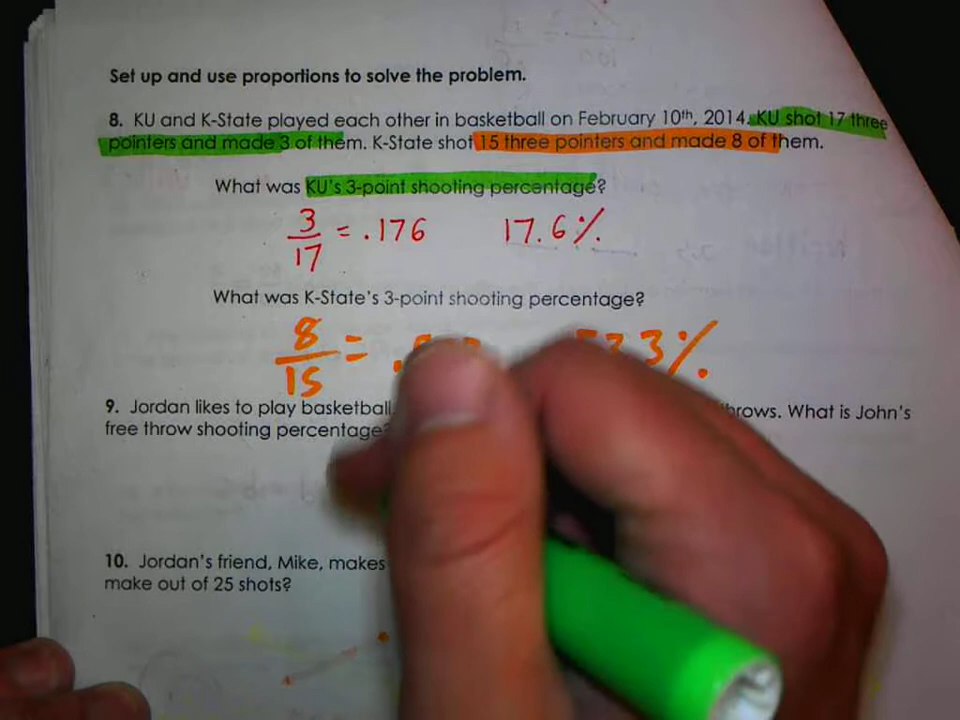 Set up and use proportions to solve the problem.
8. KU and K-State played each other in basketball on February 10th, 2014. KU shot 17 three
pointers and made 3 of them. K-State shot 15 three pointers and made 8 of them.
What was KU's 3-point shooting percentage?
3/17 = .176 17.6%
What was K-State's 3-point shooting percentage?
8/15 = 3%
9. Jordan likes to play basketball. throws. What is John's
free throw shooting percentage?
10. Jordan's friend, Mike, makes
make out of 25 shots?